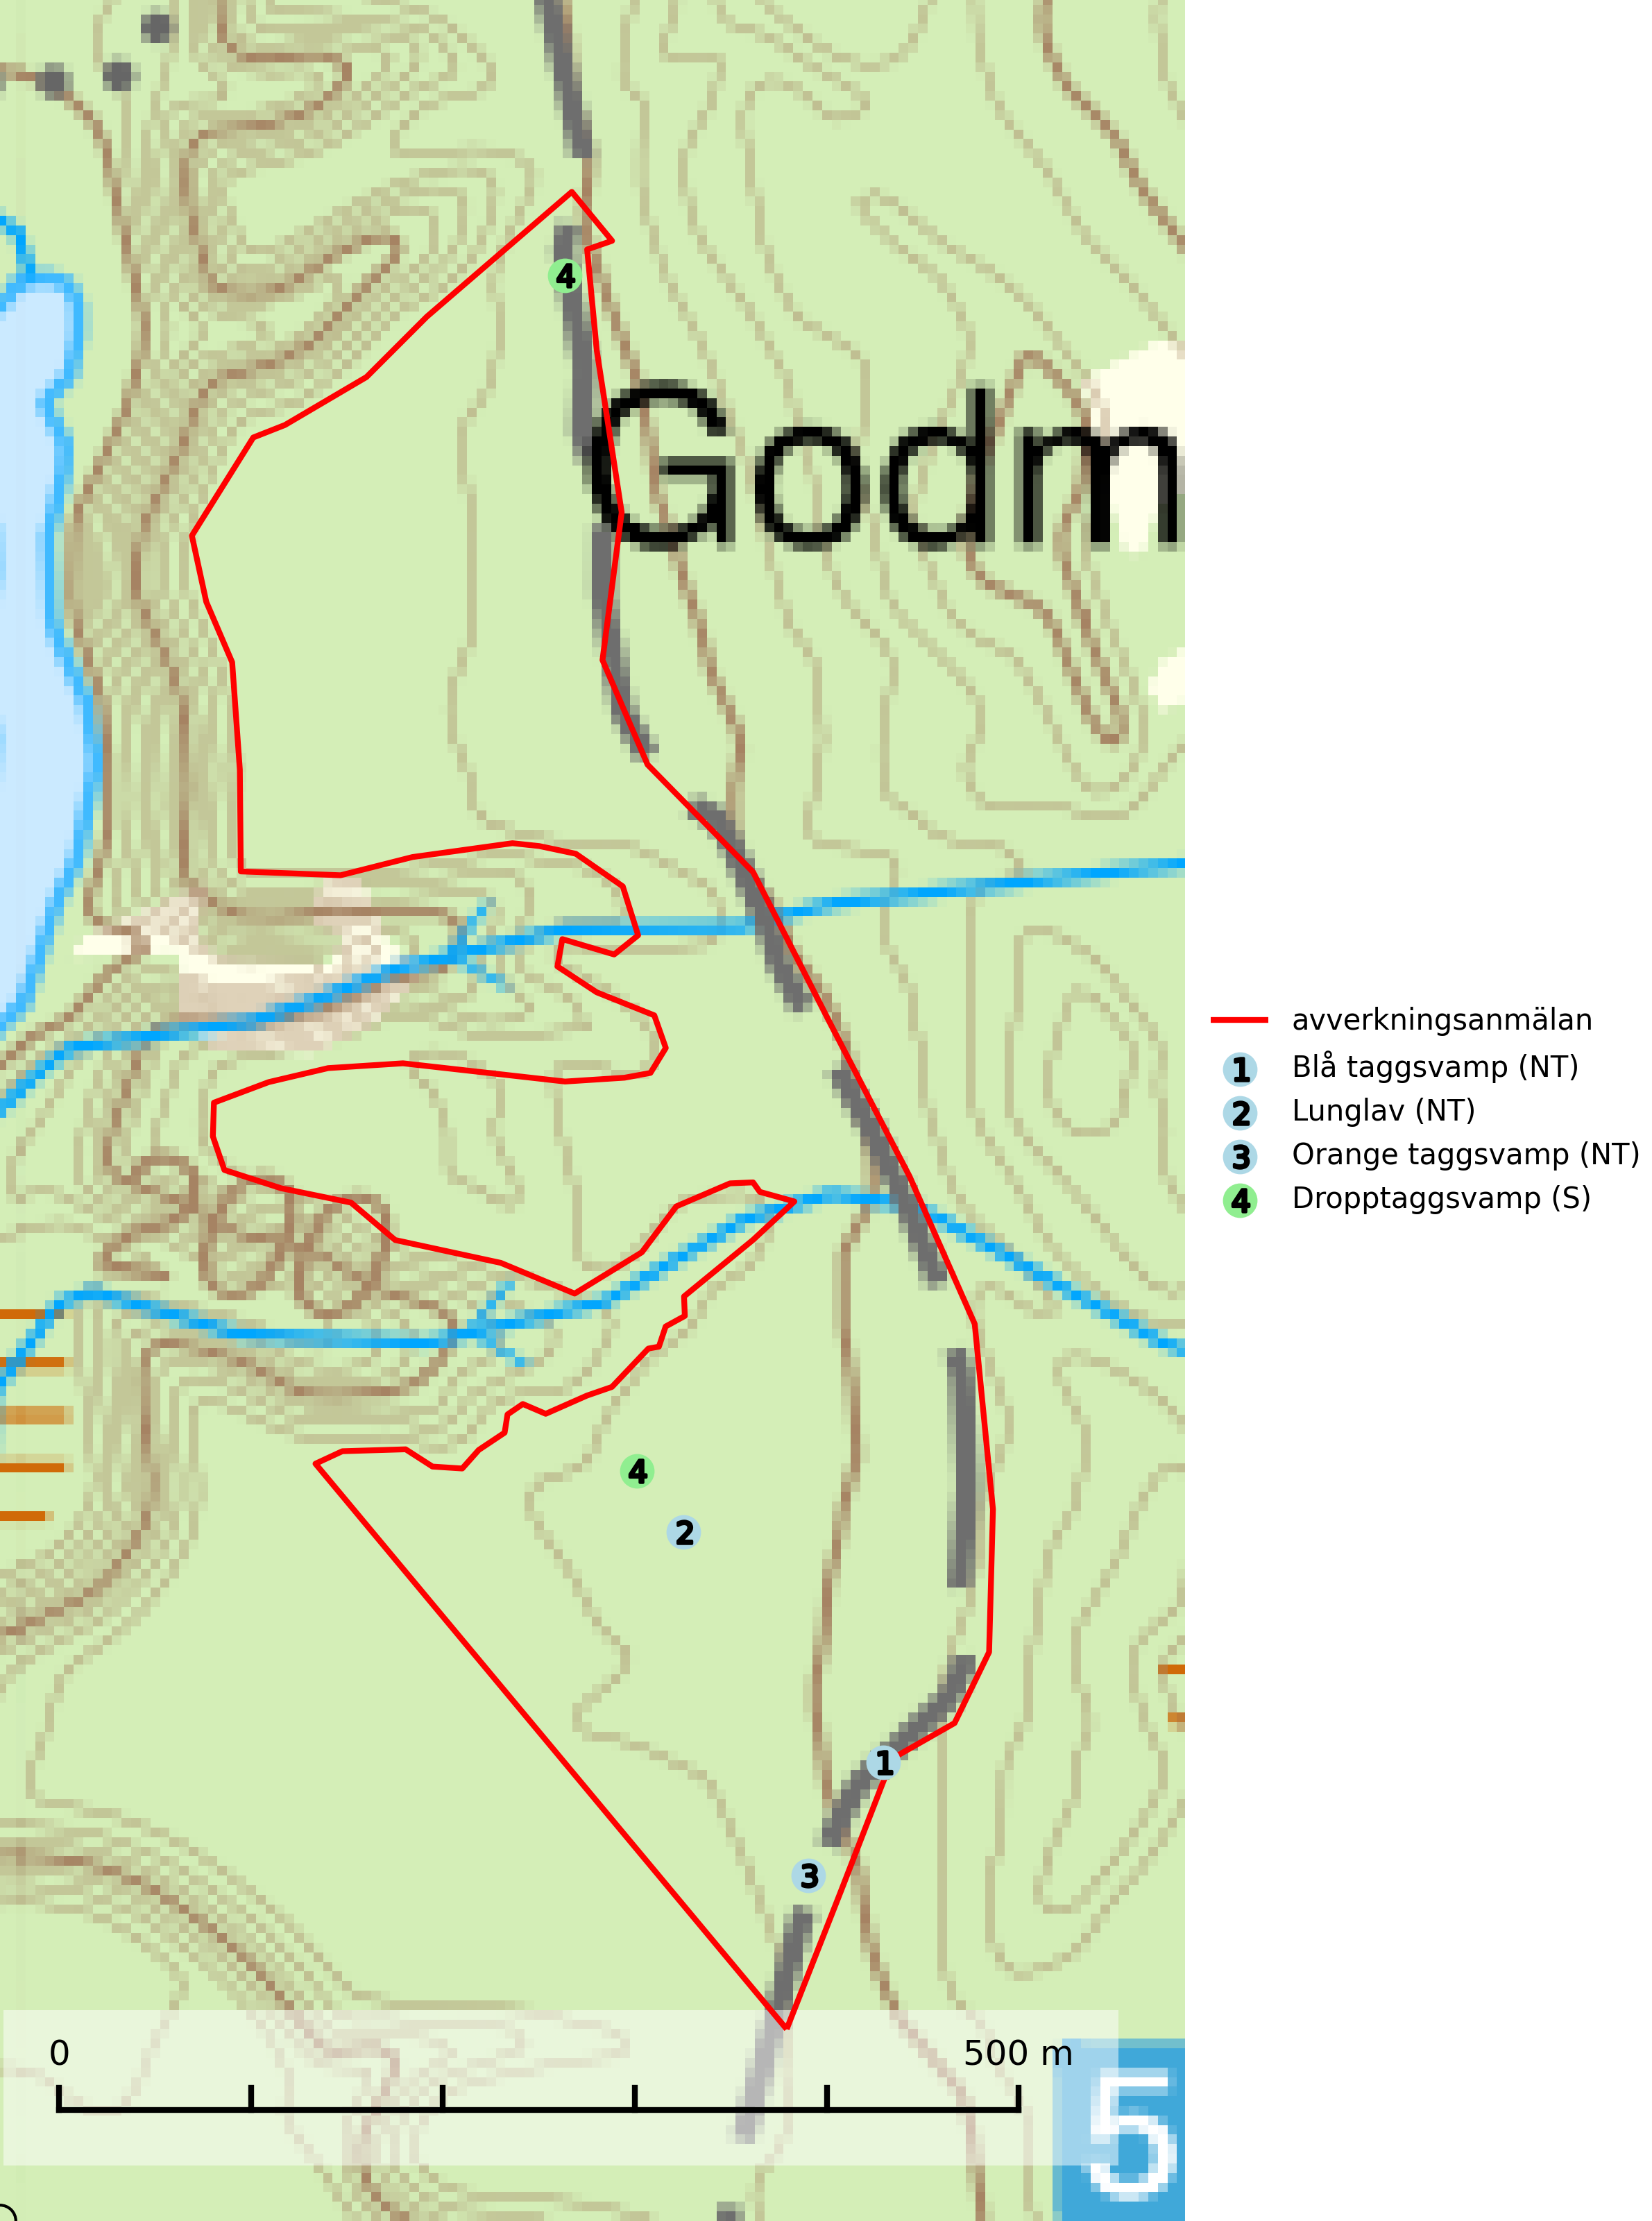 4
Godm
avverkningsanmälan
1 Blå taggsvamp (NT)
2 Lunglav (NT)
3 Orange taggsvamp (NT)
4 Dropptaggsvamp (S)
4
2
1
3
0 500 m
5